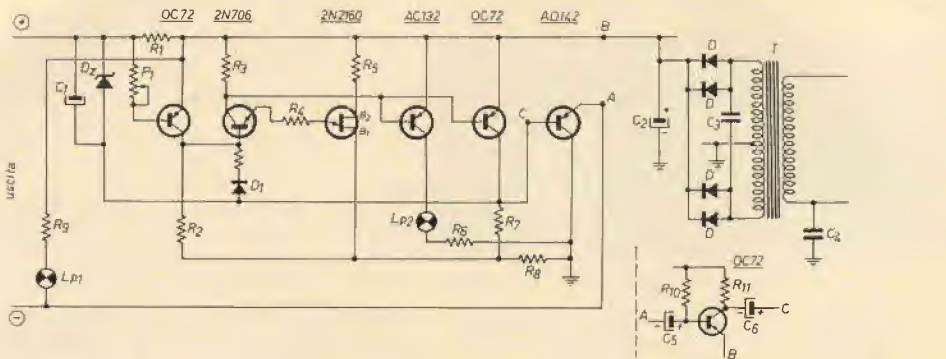 OC72 2N706 2N2160 AC132 OC72 AD142
+
R1
B
D D
T
C1 Dz P1 R3 R5
R4 B2 B1
C
A
C2
C3
D1
D D
uscita
R9 R2 Lp2 R6 R7 R8
C4
Lp1
OC72
R10 R11
A C5 C6 C
B
-